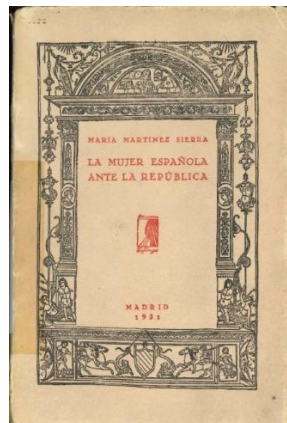 MARIA MARTINEZ SIERRA
LA MUJER ESPAÑOLA
ANTE LA REPÚBLICA
MADRID
1931